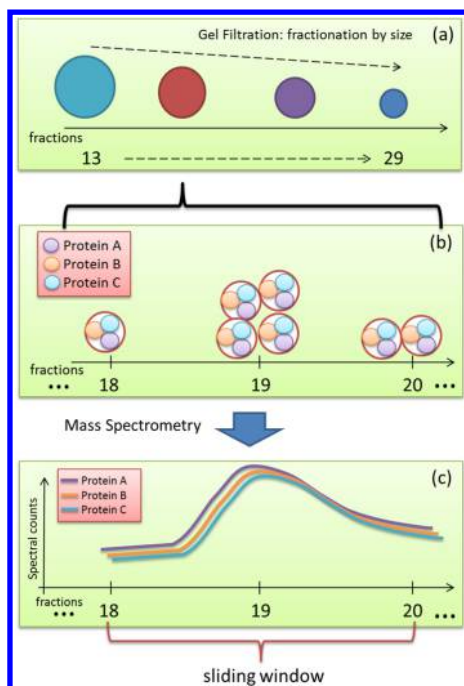 Gel Filtration: fractionation by size (a)
fractions
13 29
Protein A (b)
Protein B
Protein C
fractions
... 18 19 20 ...
Mass Spectrometry
(c)
Protein A
Protein B
Protein C
Spectral counts
fractions
... 18 19 20 ...
sliding window